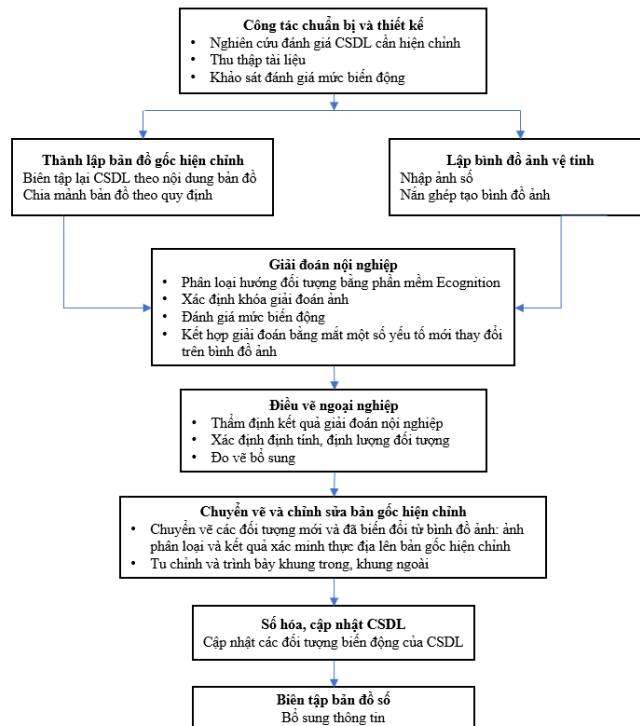 Công tác chuẩn bị và thiết kế
• Nghiên cứu đánh giá CSDL cần hiện chỉnh
• Thu thập tài liệu
• Khảo sát đánh giá mức biến động
Thành lập bản đồ gốc hiện chỉnh
Biên tập lại CSDL theo nội dung bản đồ
Chia mảnh bản đồ theo quy định
Lập bình đồ ảnh vệ tinh
Nhập ảnh số
Nắn ghép tạo bình đồ ảnh
Giải đoán nội nghiệp
• Phân loại hướng đối tượng bằng phần mềm Ecognition
• Xác định khóa giải đoán ảnh
• Đánh giá mức biến động
• Kết hợp giải đoán bằng mắt một số yếu tố mới thay đổi
trên bình đồ ảnh
Điều vẽ ngoại nghiệp
• Thẩm định kết quả giải đoán nội nghiệp
• Xác định định tính, định lượng đối tượng
• Đo vẽ bổ sung
Chuyển vẽ và chỉnh sửa bản gốc hiện chỉnh
• Chuyển vẽ các đối tượng mới và đã biến đổi từ bình đồ ảnh: ảnh
phân loại và kết quả xác minh thực địa lên bản gốc hiện chỉnh
• Tu chỉnh và trình bày khung trong, khung ngoài
Số hóa, cập nhật CSDL
Cập nhật các đối tượng biến động của CSDL
Biên tập bản đồ số
Bổ sung thông tin